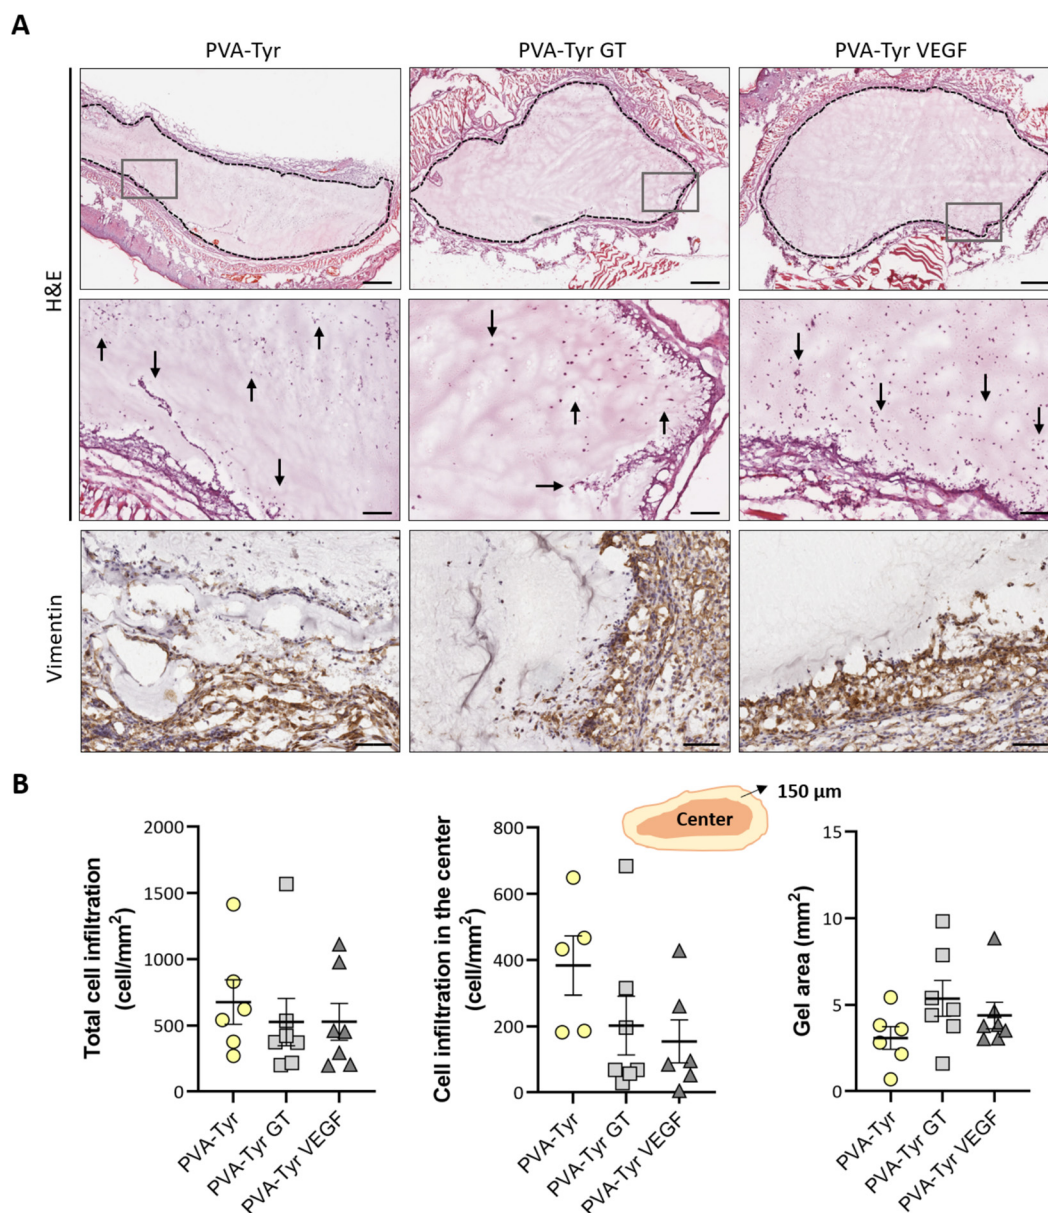 A
PVA-Tyr
PVA-Tyr GT
PVA-Tyr VEGF
H&E
Vimentin
B
Total cell infiltration
(cell/mm²)
2000
1500
1000
500
0
PVA-Tyr
PVA-Tyr GT
PVA-Tyr VEGF
Cell infiltration in the center
(cell/mm²)
800
600
400
200
0
PVA-Tyr
PVA-Tyr GT
PVA-Tyr VEGF
Center
150 µm
Gel area (mm²)
15
10
5
0
PVA-Tyr
PVA-Tyr GT
PVA-Tyr VEGF